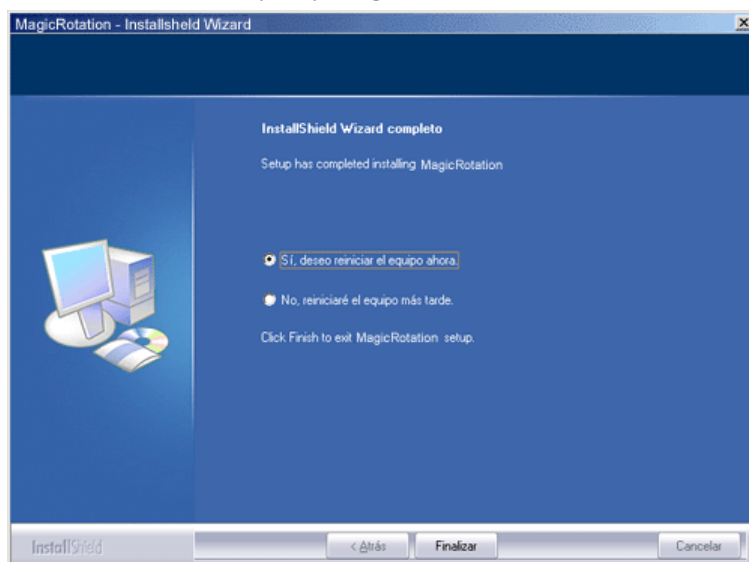 MagicRotation - Installsheld Wizard
InstallShield Wizard completo
Setup has completed installing MagicRotation
Sí, deseo reiniciar el equipo ahora.
No, reiniciaré el equipo más tarde.
Click Finish to exit MagicRotation setup.
InstallShield
< Atrás
Finalizar
Cancelar